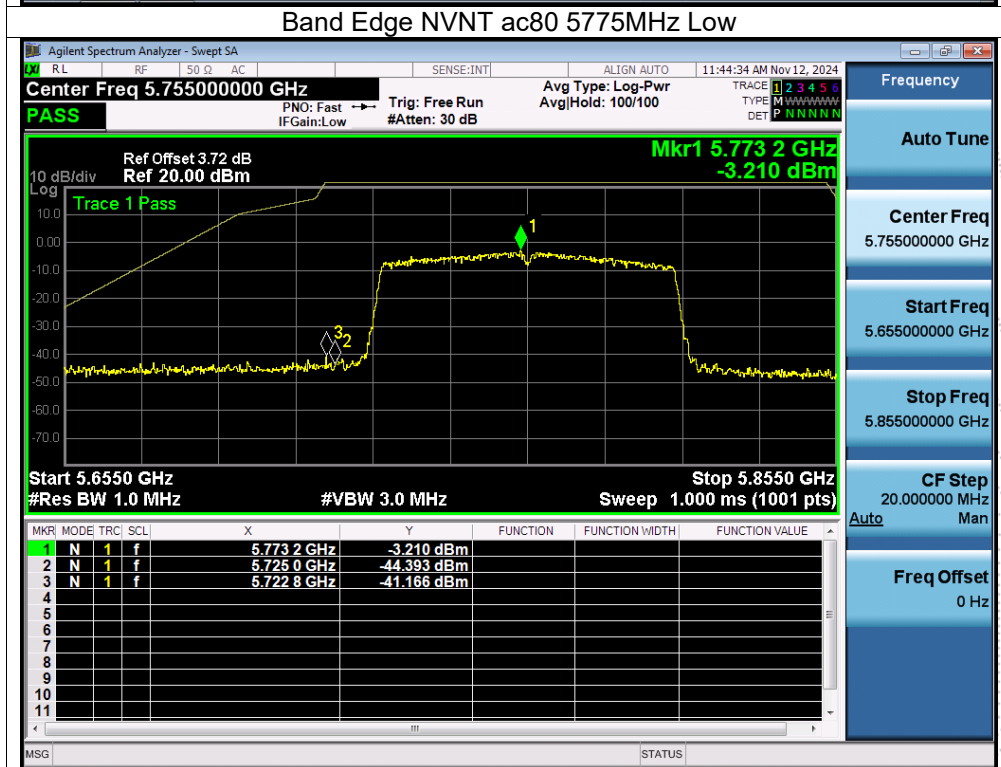 Band Edge NVNT ac80 5775MHz Low
Agilent Spectrum Analyzer - Swept SA
LXI RL RF 50 Ω AC SENSE:INT ALIGN AUTO 11:44:34 AM Nov 12, 2024
Center Freq 5.755000000 GHz
PASS
PNO: Fast
IFGain:Low
Trig: Free Run
#Atten: 30 dB
Avg Type: Log-Pwr
Avg|Hold: 100/100
TRACE 1 2 3 4 5 6
TYPE M WWWWW
DET P N N N N N
Mkr1 5.773 2 GHz
-3.210 dBm
Ref Offset 3.72 dB
10 dB/div Ref 20.00 dBm
Log
Trace 1 Pass
10.0
0.00
-10.0
-20.0
-30.0
-40.0
-50.0
-60.0
-70.0
1
3
2
Start 5.6550 GHz Stop 5.8550 GHz
#Res BW 1.0 MHz #VBW 3.0 MHz Sweep 1.000 ms (1001 pts)
MKR MODE TRC SCL X Y FUNCTION FUNCTION WIDTH FUNCTION VALUE
1 N 1 f 5.773 2 GHz -3.210 dBm
2 N 1 f 5.725 0 GHz -44.393 dBm
3 N 1 f 5.722 8 GHz -41.166 dBm
4
5
6
7
8
9
10
11
MSG STATUS
Frequency
Auto Tune
Center Freq
5.755000000 GHz
Start Freq
5.655000000 GHz
Stop Freq
5.855000000 GHz
CF Step
20.000000 MHz
Auto Man
Freq Offset
0 Hz